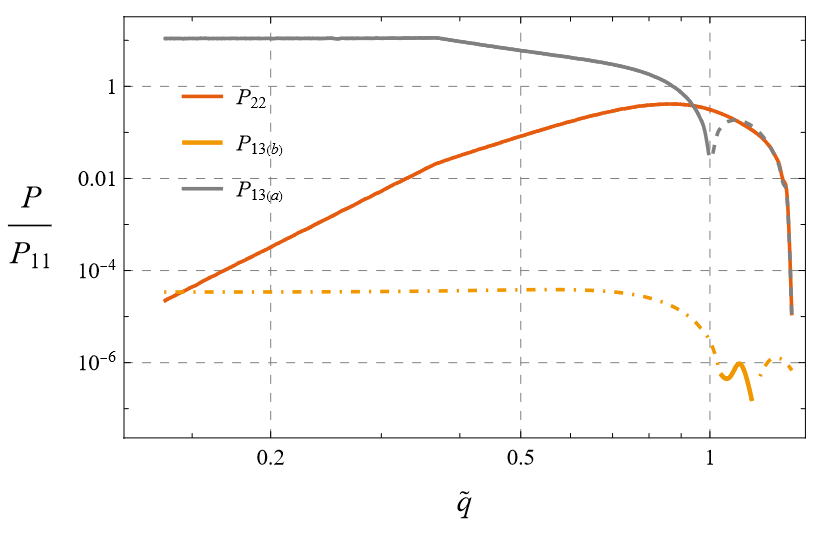 1
0.01
10⁻⁴
10⁻⁶
P₂₂
P₁₃₍b₎
P₁₃₍a₎
P
P₁₁
0.2
0.5
1
q̃